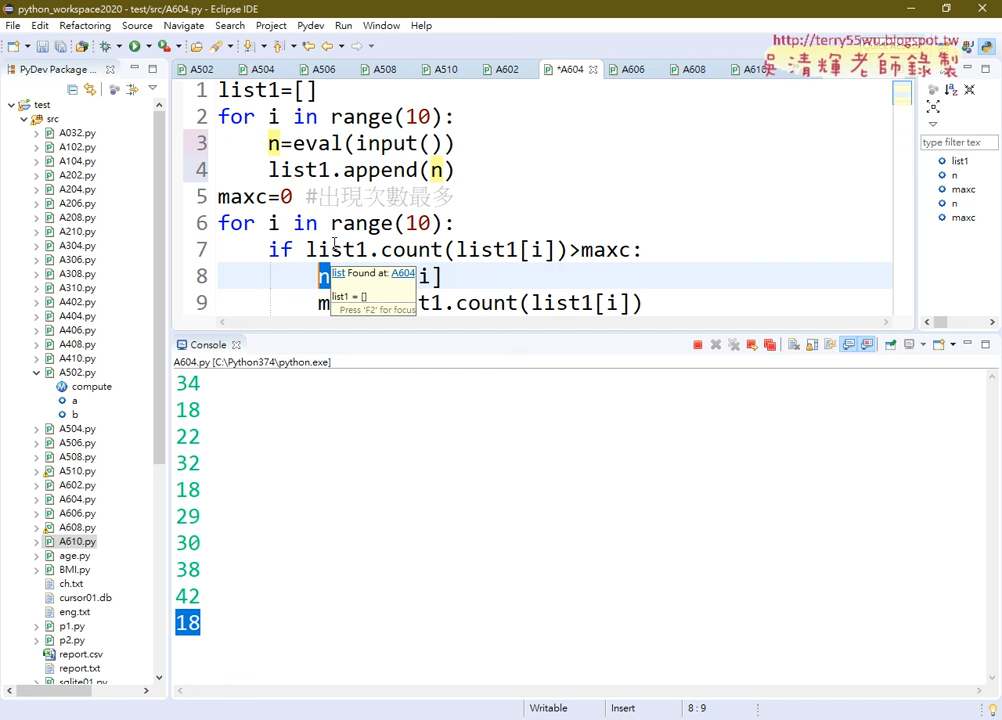 python_workspace2020 - test/src/A604.py - Eclipse IDE
File Edit Refactoring Source Navigate Search Project Pydev Run Window Help
http://terry55wu.blogspot.tw
吳清輝老師錄製
PyDev Package ...
A502 A504 A506 A508 A510 A602 *A604 A606 A608
test
src
A032.py
A102.py
A104.py
A202.py
A204.py
A206.py
A208.py
A210.py
A304.py
A306.py
A308.py
A310.py
A402.py
A404.py
A406.py
A408.py
A410.py
A502.py
compute
a
b
A504.py
A506.py
A508.py
A510.py
A602.py
A604.py
A606.py
A608.py
A610.py
age.py
BMI.py
ch.txt
cursor01.db
eng.txt
p1.py
p2.py
report.csv
report.txt
sqlite01.py
1 list1=[]
2 for i in range(10):
3 n=eval(input())
4 list1.append(n)
5 maxc=0 #出現次數最多
6 for i in range(10):
7 if list1.count(list1[i])>maxc:
8 n i]
9 m t1.count(list1[i])
list Found at: A604
list1 = []
Press 'F2' for focus
type filter tex
list1
n
maxc
n
maxc
Console
A604.py [C:\Python374\python.exe]
34
18
22
32
18
29
30
38
42
18
Writable Insert 8:9